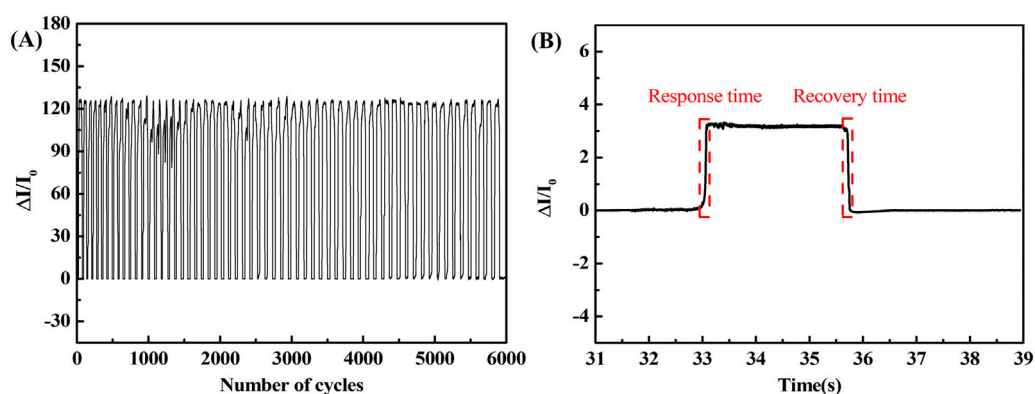 (A)
180
150
120
90
60
30
0
-30
ΔI/I₀
0 1000 2000 3000 4000 5000 6000
Number of cycles
(B)
6
4
2
0
-2
-4
ΔI/I₀
Response time Recovery time
31 32 33 34 35 36 37 38 39
Time(s)